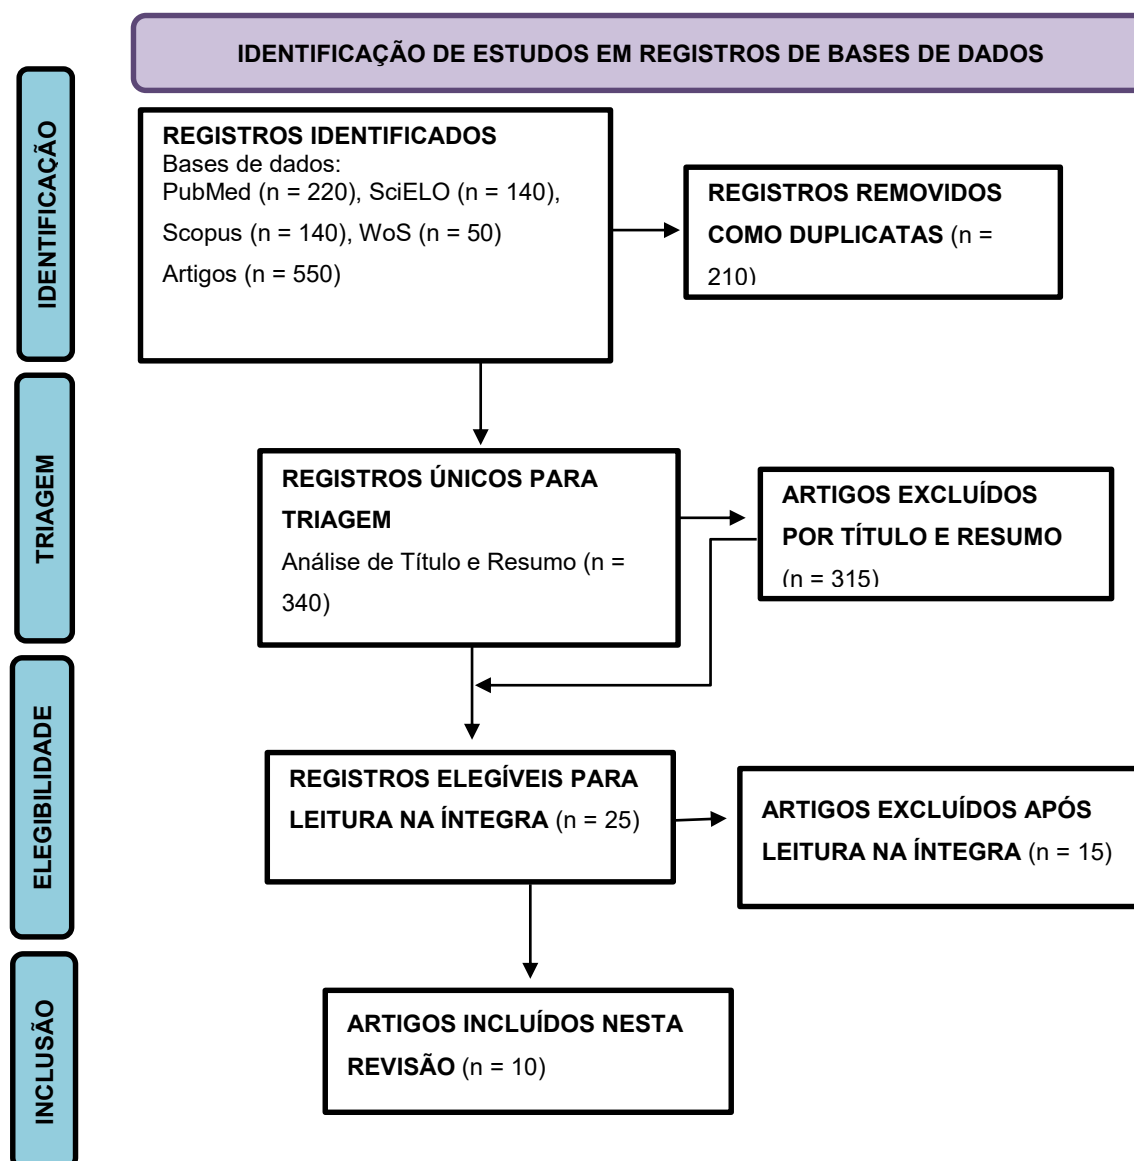 IDENTIFICAÇÃO DE ESTUDOS EM REGISTROS DE BASES DE DADOS
IDENTIFICAÇÃO
REGISTROS IDENTIFICADOS
Bases de dados:
PubMed (n = 220), SciELO (n = 140),
Scopus (n = 140), WoS (n = 50)
Artigos (n = 550)
REGISTROS REMOVIDOS
COMO DUPLICATAS (n =
210)
TRIAGEM
REGISTROS ÚNICOS PARA
TRIAGEM
Análise de Título e Resumo (n =
340)
ARTIGOS EXCLUÍDOS
POR TÍTULO E RESUMO
(n = 315)
ELEGIBILIDADE
REGISTROS ELEGÍVEIS PARA
LEITURA NA ÍNTEGRA (n = 25)
ARTIGOS EXCLUÍDOS APÓS
LEITURA NA ÍNTEGRA (n = 15)
INCLUSÃO
ARTIGOS INCLUÍDOS NESTA
REVISÃO (n = 10)